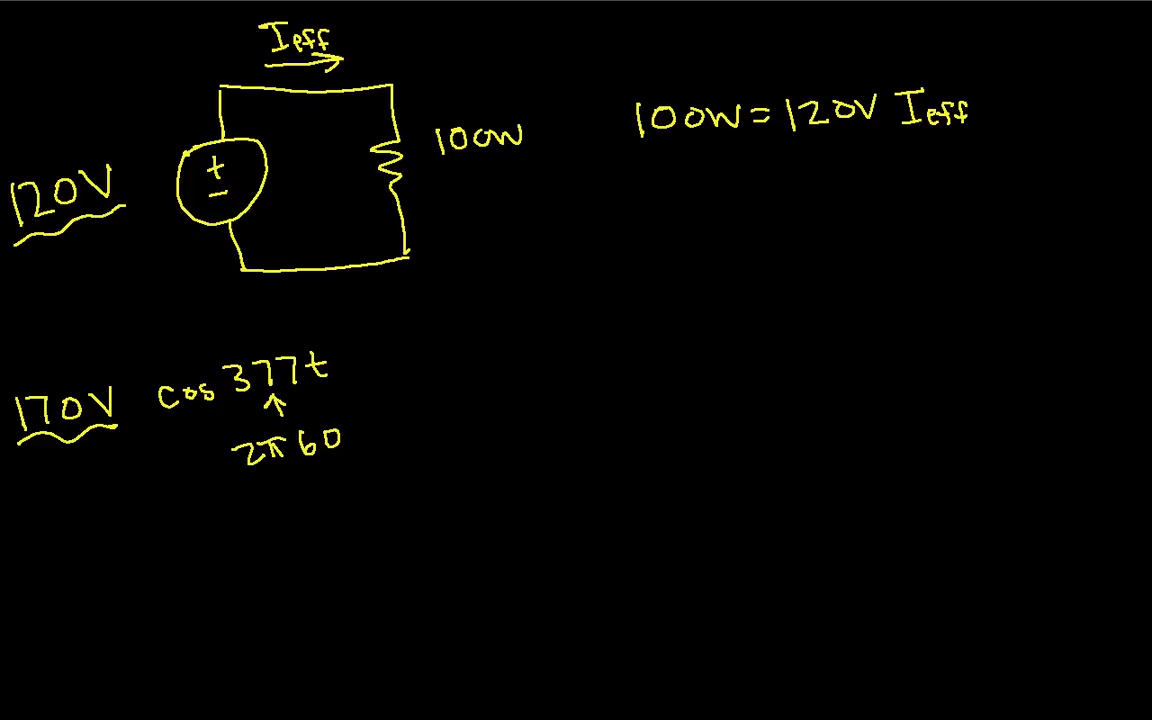 Ieff
100W = 120V Ieff
100W
+
120V
−
170V cos 377t
↑
2π60